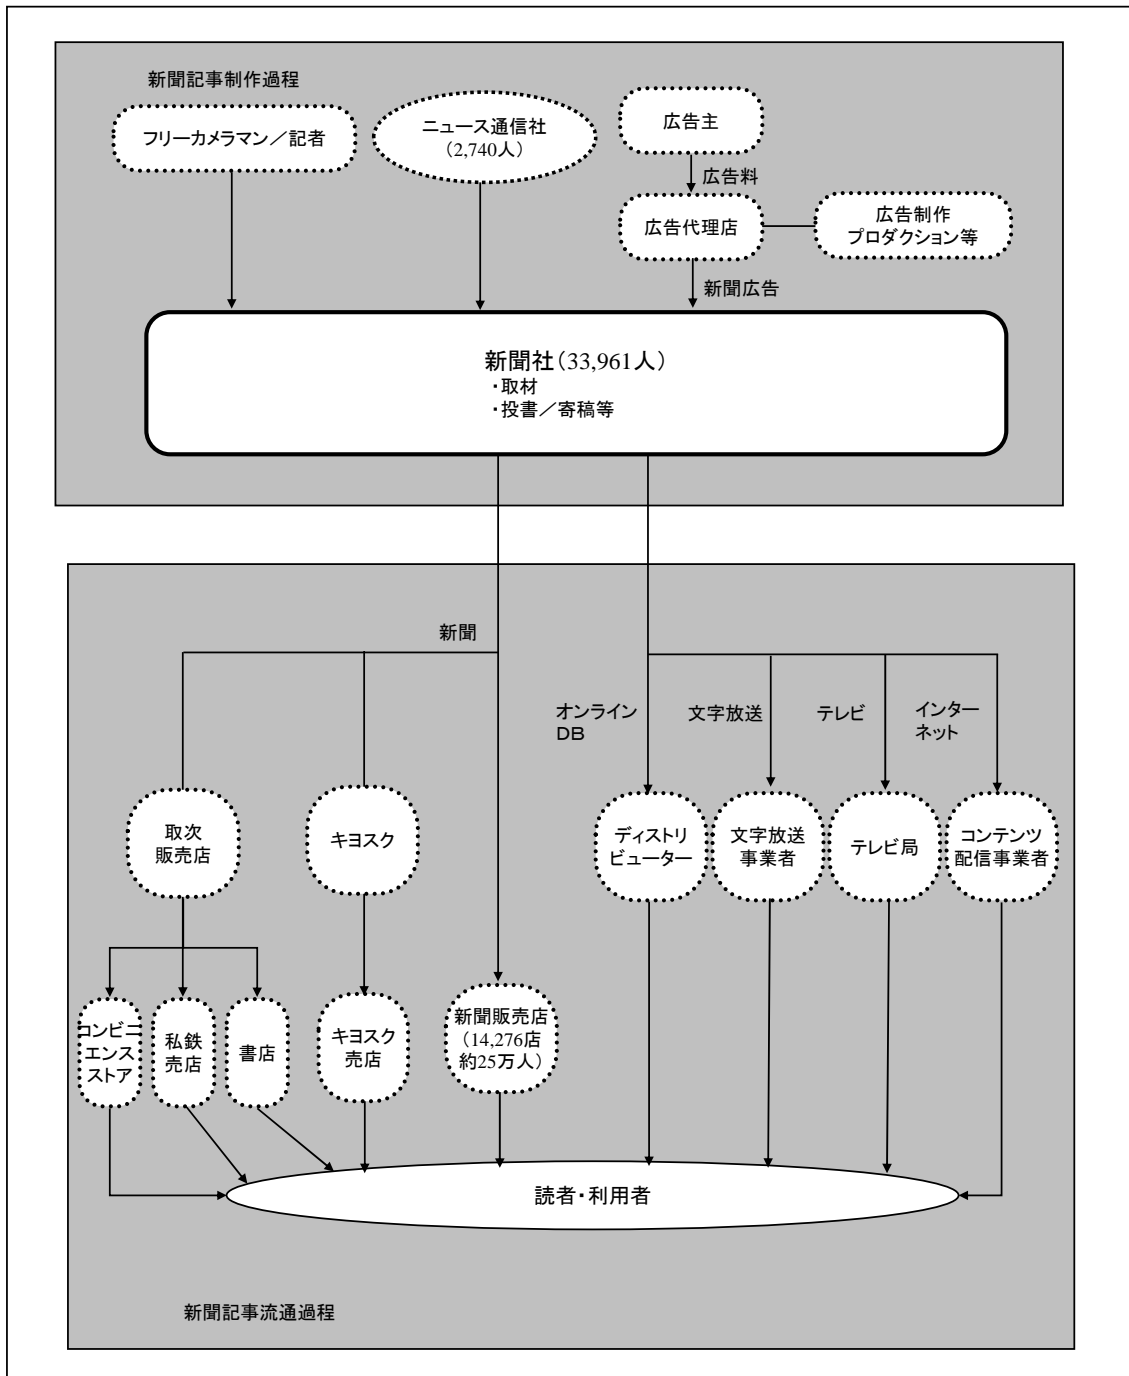 新聞記事制作過程
フリーカメラマン／記者
ニュース通信社
（2,740人）
広告主
広告料
広告代理店
広告制作
プロダクション等
新聞広告
新聞社（33,961人）
・取材
・投書／寄稿等
新聞
オンライン
ＤＢ
文字放送
テレビ
インター
ネット
取次
販売店
キヨスク
ディストリ
ビューター
文字放送
事業者
テレビ局
コンテンツ
配信事業者
コンビニ
エンス
ストア
私鉄
売店
書店
キヨスク
売店
新聞販売店
（14,276店
約25万人）
読者・利用者
新聞記事流通過程